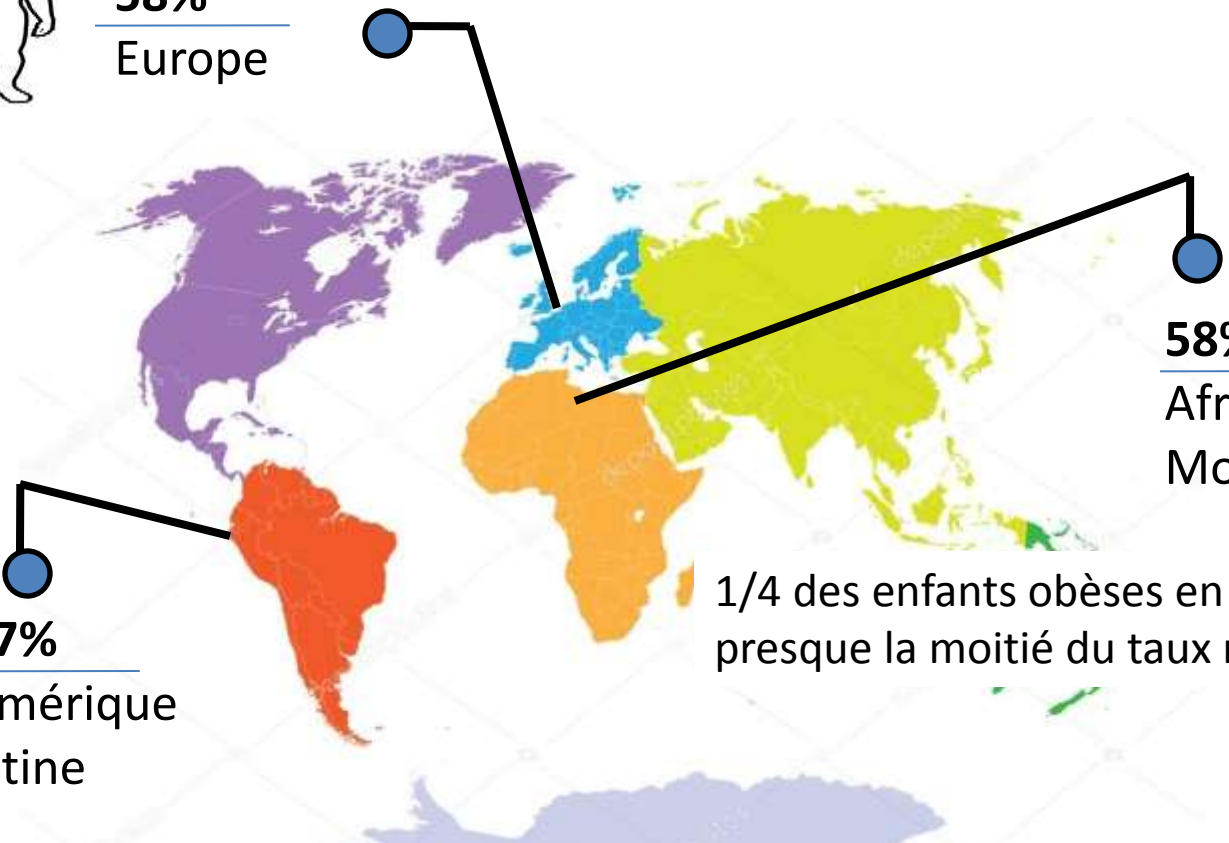 Europe
58%
Afr
Mo
1/4 des enfants obèses en
presque la moitié du taux
7%
mérique
tine